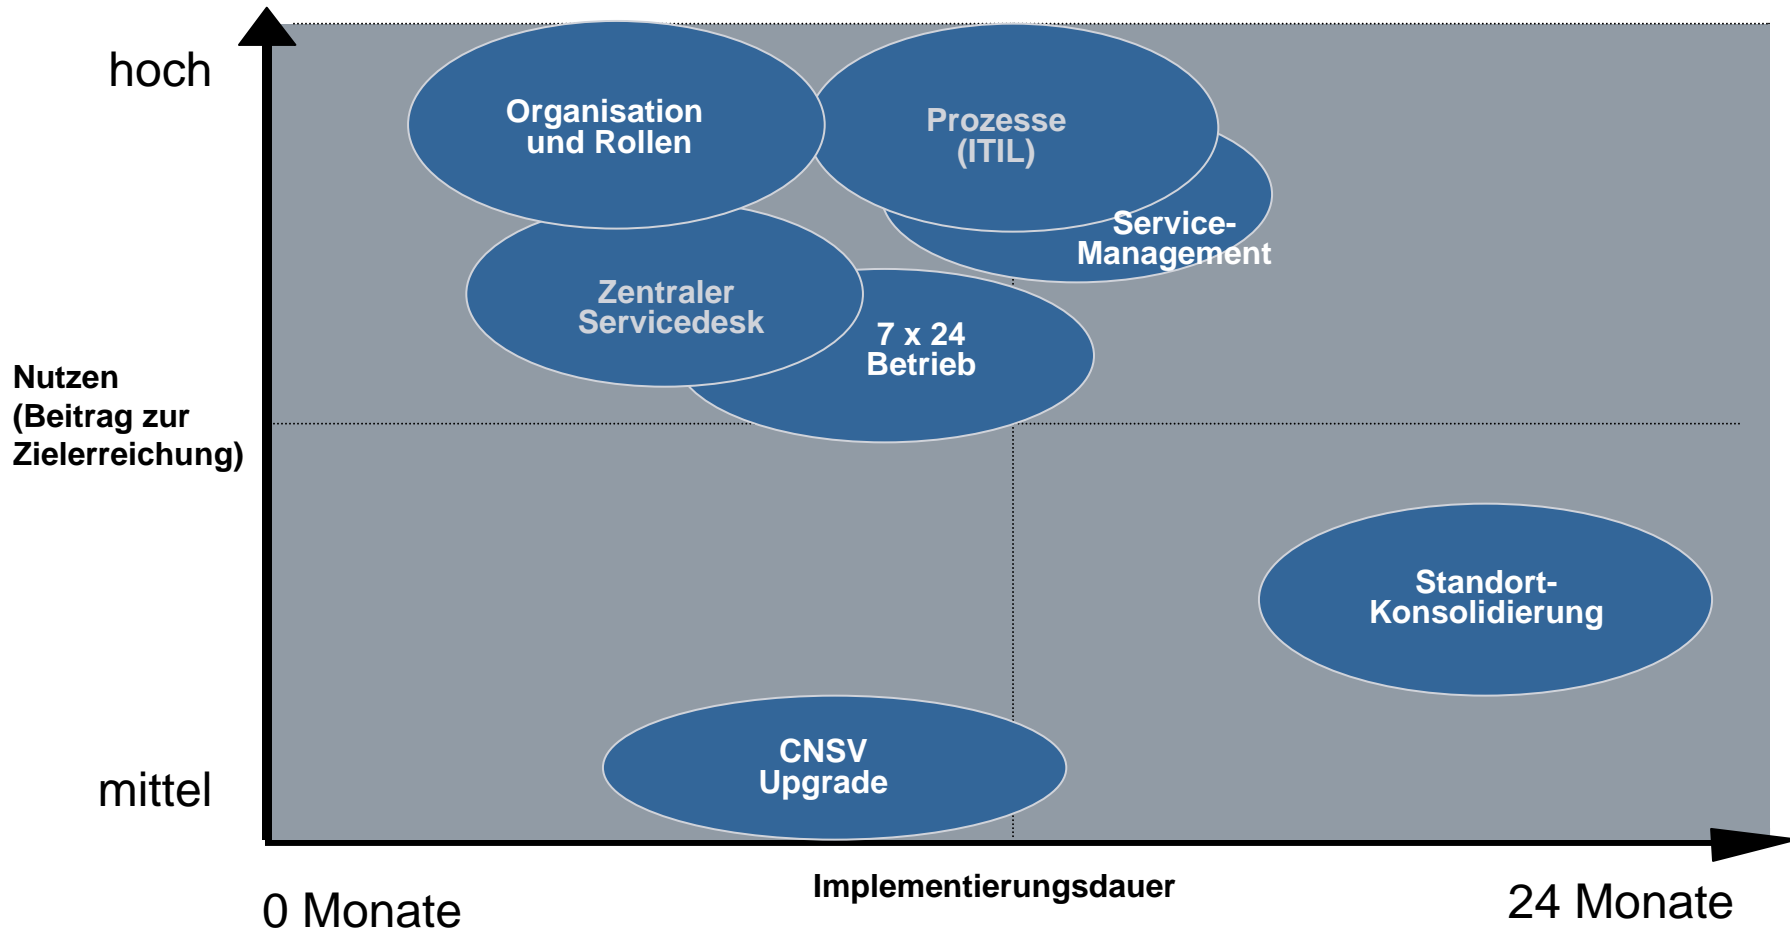 hoch
Organisation
und Rollen
Prozesse
(ITIL)
Service-
Management
Zentraler
Servicedesk
7 x 24
Betrieb
Nutzen
(Beitrag zur
Zielerreichung)
Standort-
Konsolidierung
CNSV
Upgrade
mittel
Implementierungsdauer
0 Monate
24 Monate